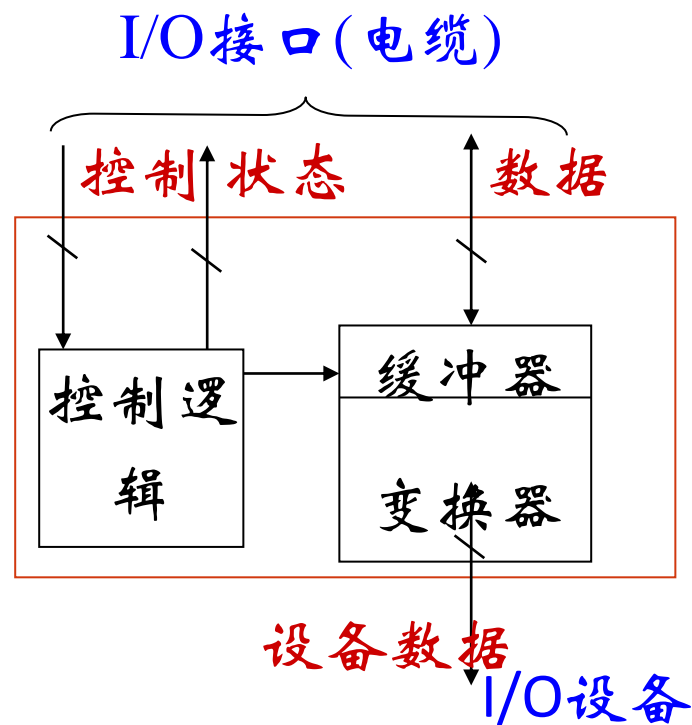 I/O接口(电缆)
控制 状态 数据
控制逻
辑
缓冲器
变换器
设备数据
I/O设备